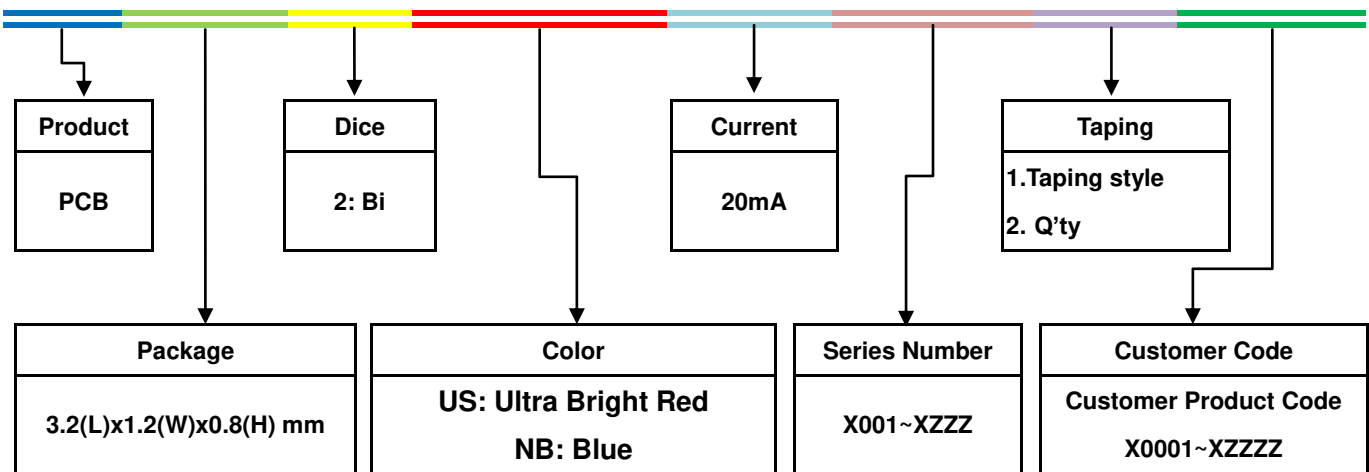 Product
PCB
Dice
2: Bi
Current
20mA
Taping
1.Taping style
2. Q'ty
Package
3.2(L)x1.2(W)x0.8(H) mm
Color
US: Ultra Bright Red
NB: Blue
Series Number
X001~XZZZ
Customer Code
Customer Product Code
X0001~XZZZZ